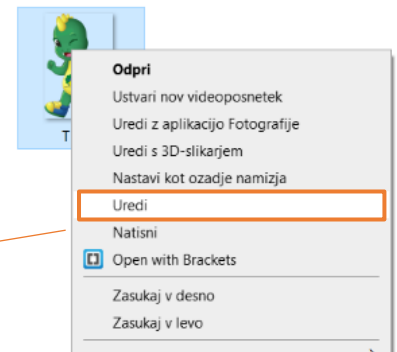 T
Odpri
Ustvari nov videoposnetek
Uredi z aplikacijo Fotografije
Uredi s 3D-slikarjem
Nastavi kot ozadje namizja
Uredi
Natisni
Open with Brackets
Zasukaj v desno
Zasukaj v levo